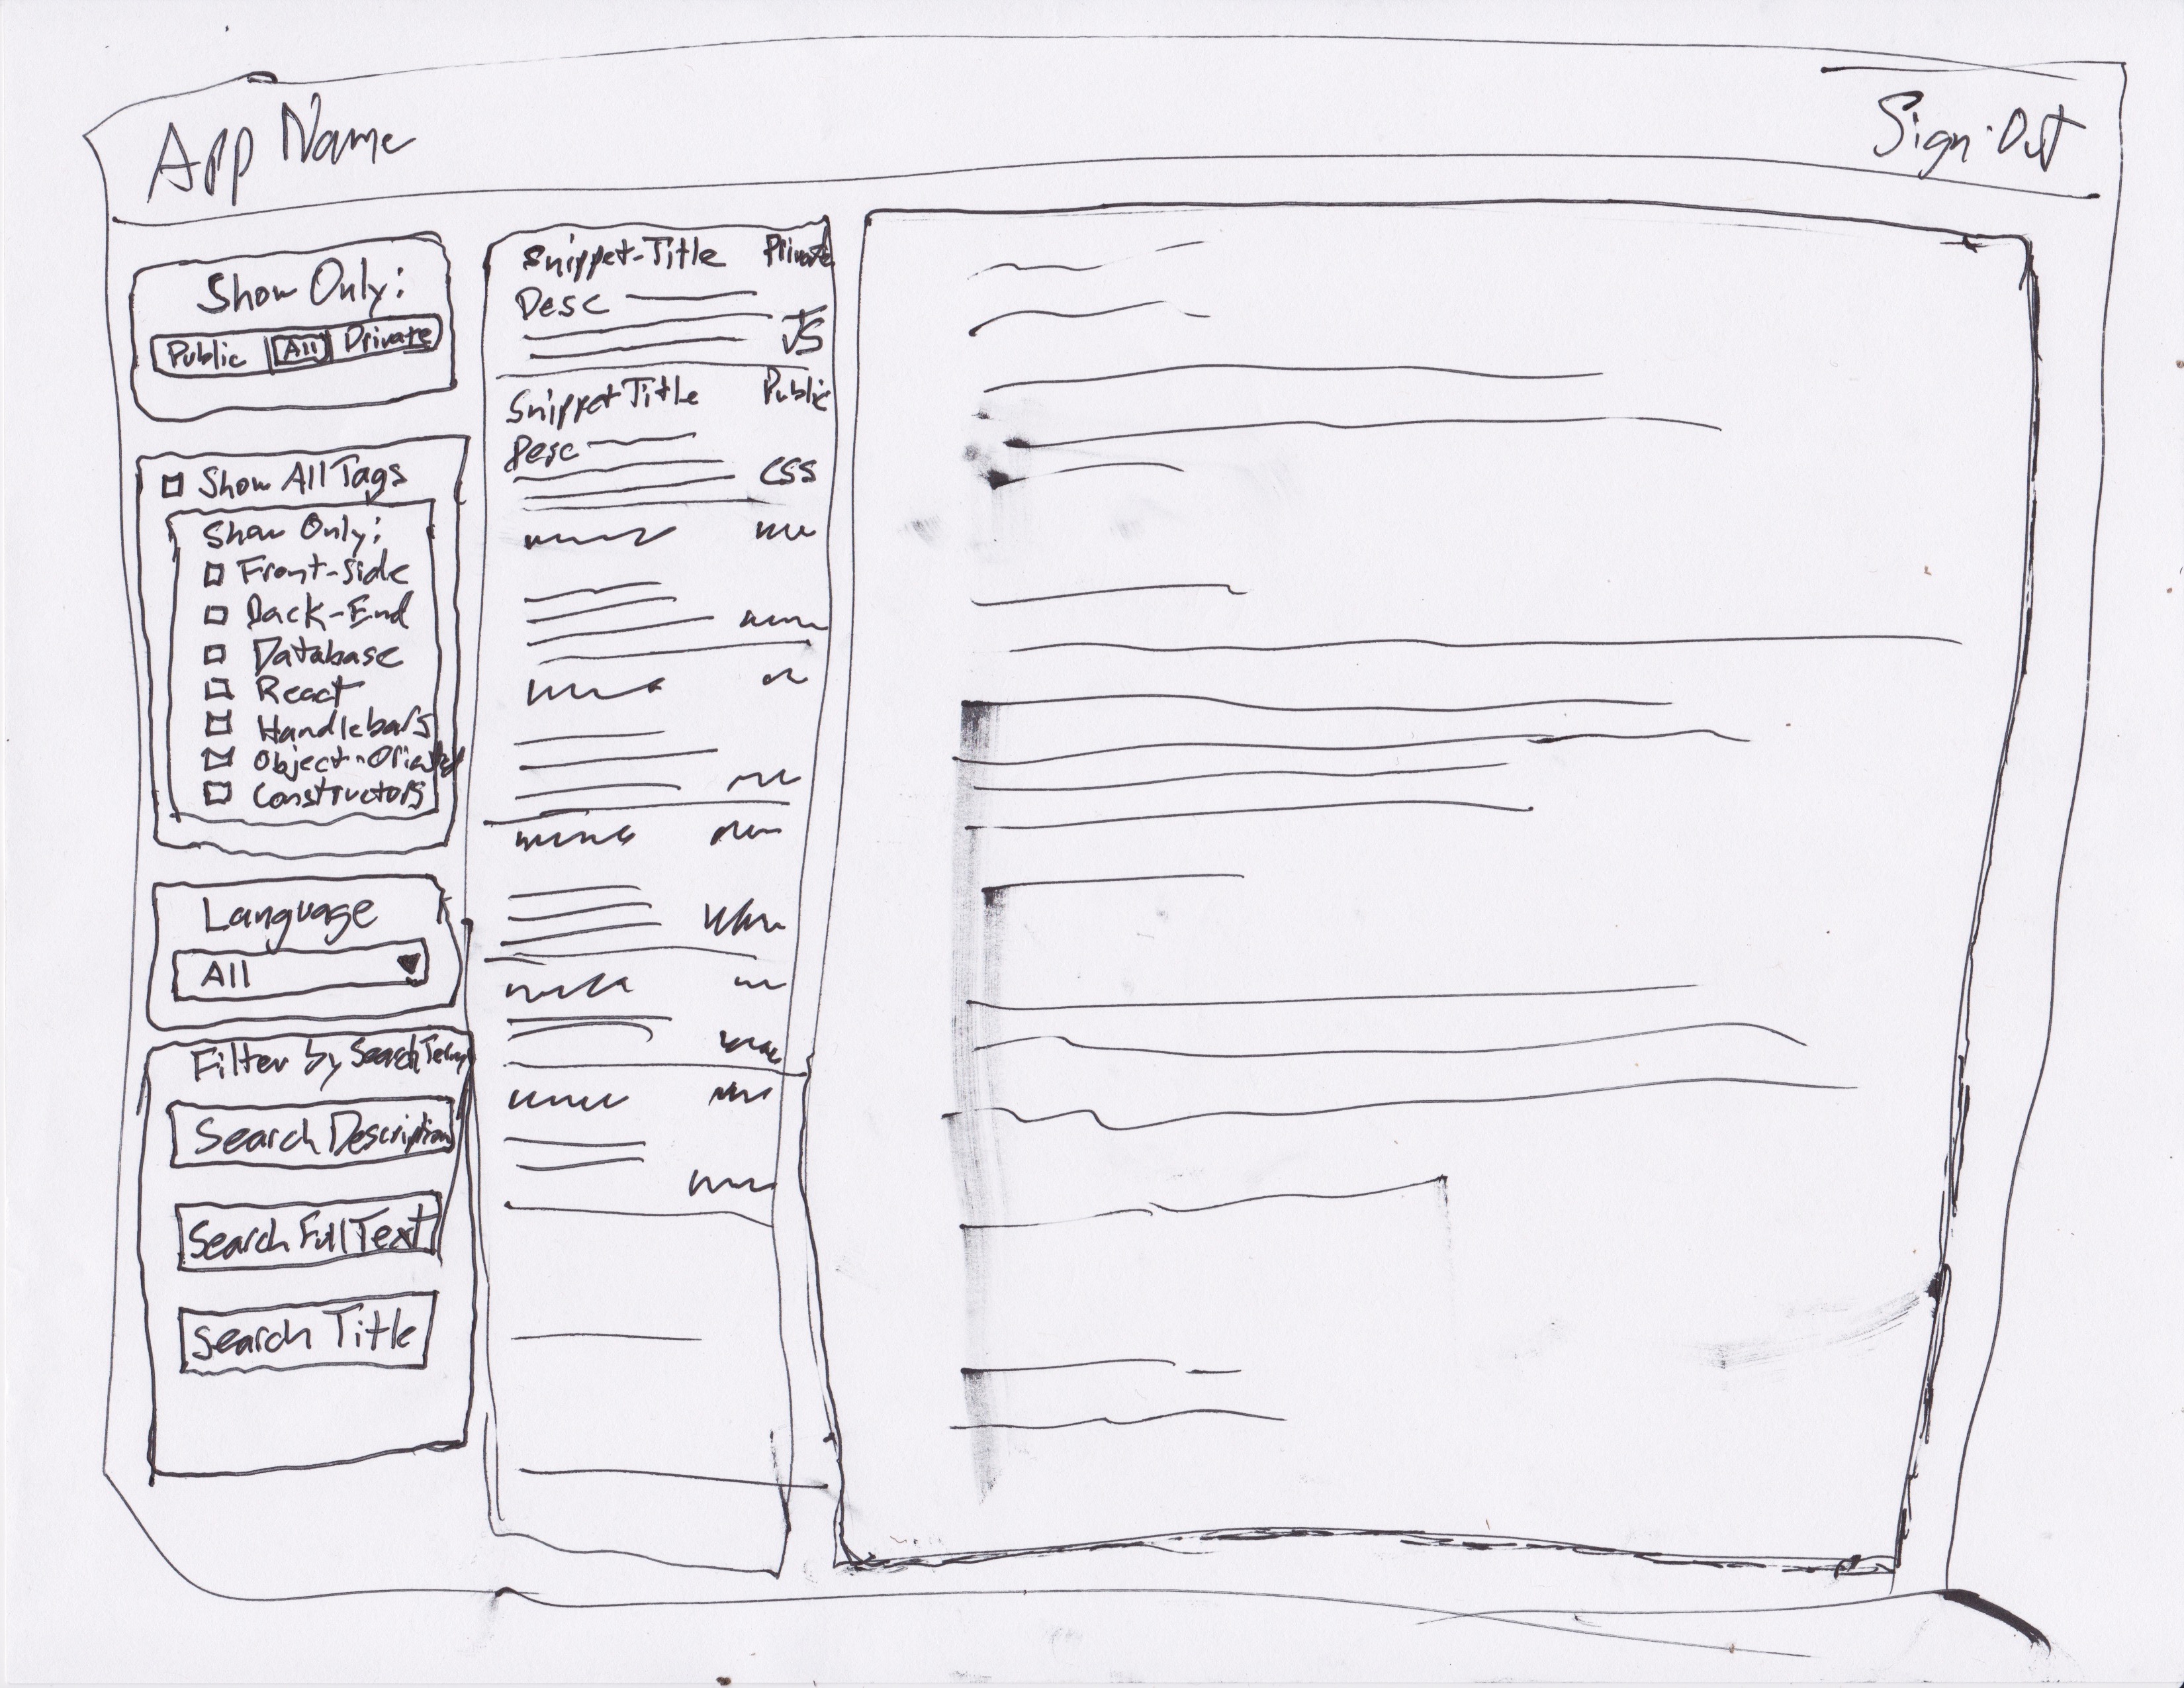 App Name
Sign-Out
Show Only:
Public All Private
Show All Tags
Show Only:
Front-Side
Back-End
Database
React
Handlebars
Object-Oriented
Constructors
Language
All
Filter by Search Term
Search Description
Search Full Text
Search Title
Snippet-Title Private
Desc
JS
Snippet Title Public
Desc
CSS